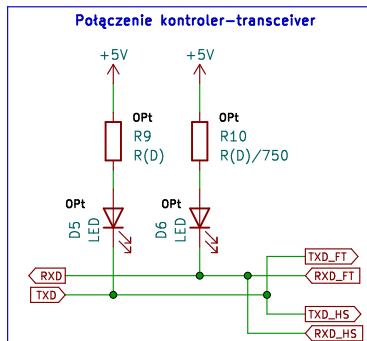 Połączenie kontroler-transceiver
+5V +5V
OPt OPt
R9 R10
R(D) R(D)/750
OPt OPt
D5 LED D6 LED
TXD_FT
RXD RXD_FT
TXD
TXD_HS
RXD_HS